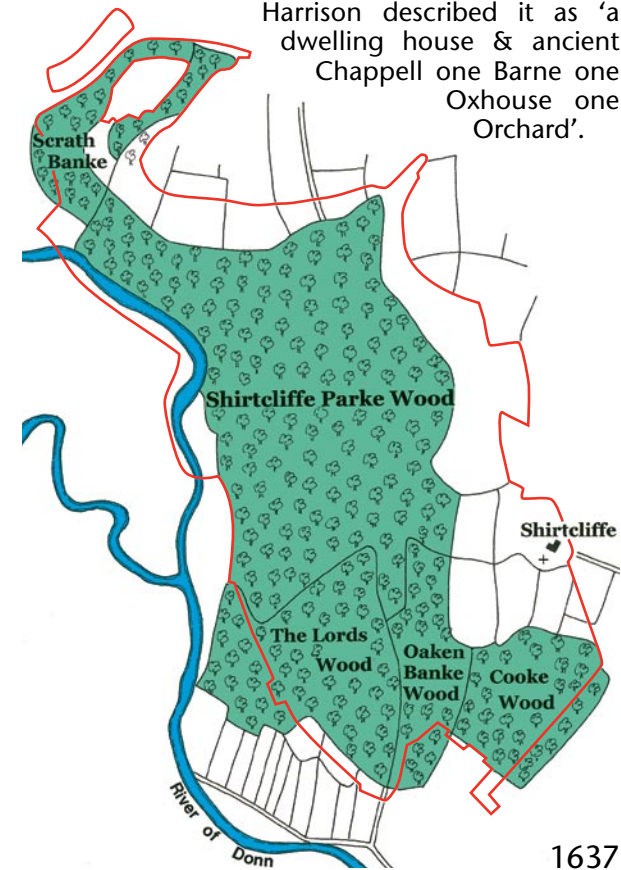 Harrison described it as ‘a
dwelling house & ancient
Chappell one Barne one
Oxhouse one
Orchard’.
Scrath
Banke
Shirtcliffe Parke Wood
Shirtcliffe
The Lords
Wood
Oaken
Banke
Wood
Cooke
Wood
River of Donn
1637